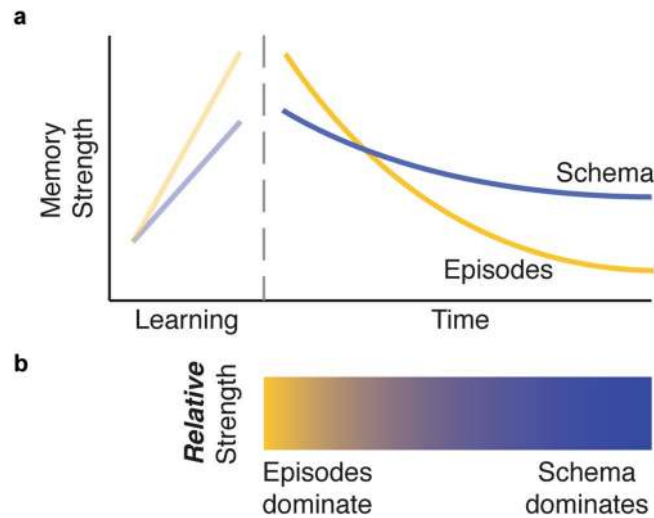 a
Memory
Strength
Schema
Episodes
Learning
Time
b
Relative
Strength
Episodes
dominate
Schema
dominates